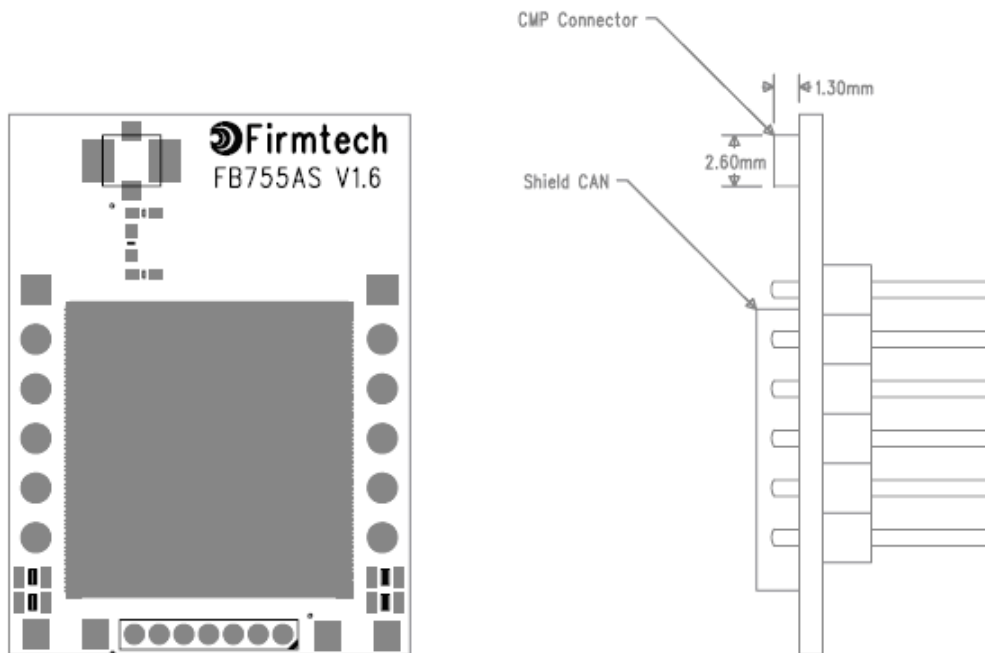 CMP Connector
1.30mm
Firmtech
FB755AS V1.6
2.60mm
Shield CAN